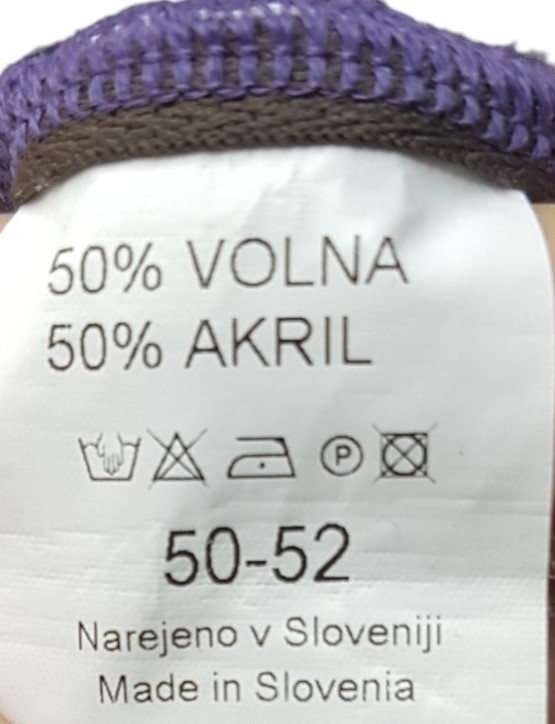 50% VOLNA
50% AKRIL
P
50-52
Narejeno v Sloveniji
Made in Slovenia